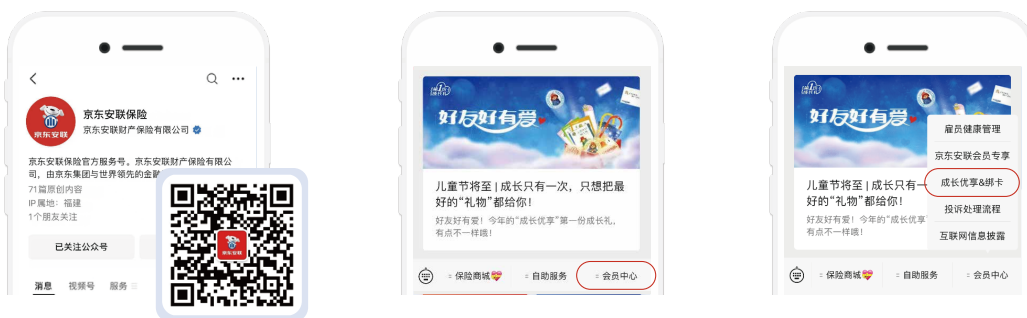 京东安联
京东安联保险
京东安联财产保险有限公司
京东安联保险官方服务号。京东安联财产保险有限公
司，由京东集团与世界领先的金融
71篇原创内容
IP属地：福建
1个朋友关注
已关注公众号
消息 视频号 服务
京东安联
好友好有爱
儿童节将至 | 成长只有一次，只想把最
好的“礼物”都给你！
好友好有爱！今年的“成长优享”第一份成长礼，
有点不一样哦！
保险商城 自助服务 会员中心
好友好有爱
儿童节将至 | 成长只有一
好的“礼物”都给你！
好友好有爱！今年的“成长优享”
有点不一样哦！
雇员健康管理
京东安联会员专享
成长优享&绑卡
投诉处理流程
互联网信息披露
保险商城 自助服务 会员中心